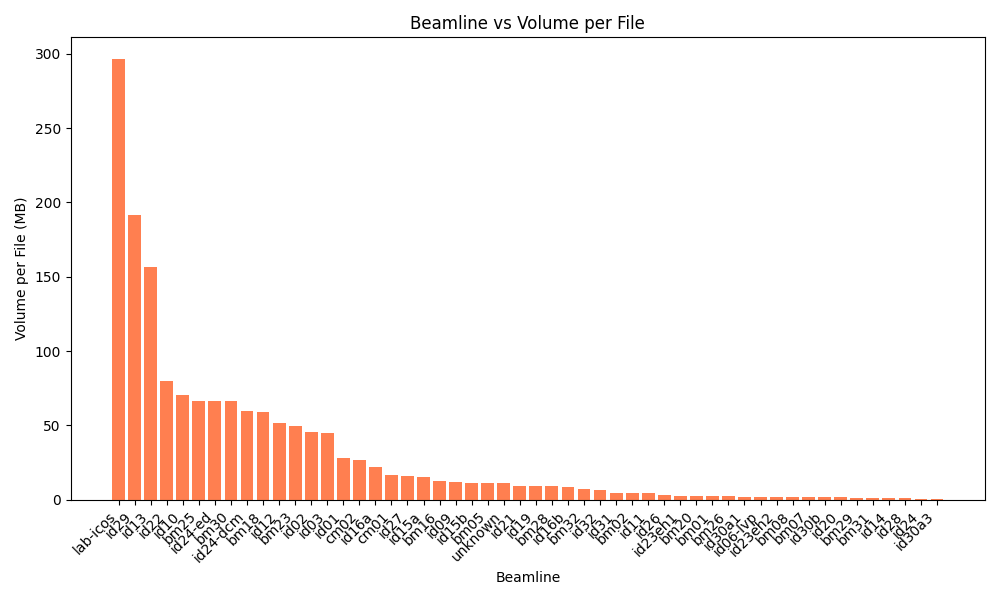 Beamline vs Volume per File
Volume per File (MB)
300
250
200
150
100
50
0
lab-icos
id29
id13
id22
id10
bm25
id24-ed
bm30
id24-dcm
bm18
id12
bm23
id02
id03
id01
cm02
id16a
cm01
id27
id15a
bm16
id09
id15b
bm05
unknown
id21
id19
bm28
id16b
bm32
id32
id31
bm02
id11
id26
id23eh1
bm20
bm01
bm26
id30a1
id06-lvp
id23eh2
bm08
bm07
id30b
id20
bm29
bm31
id14
id28
id24
id30a3
Beamline